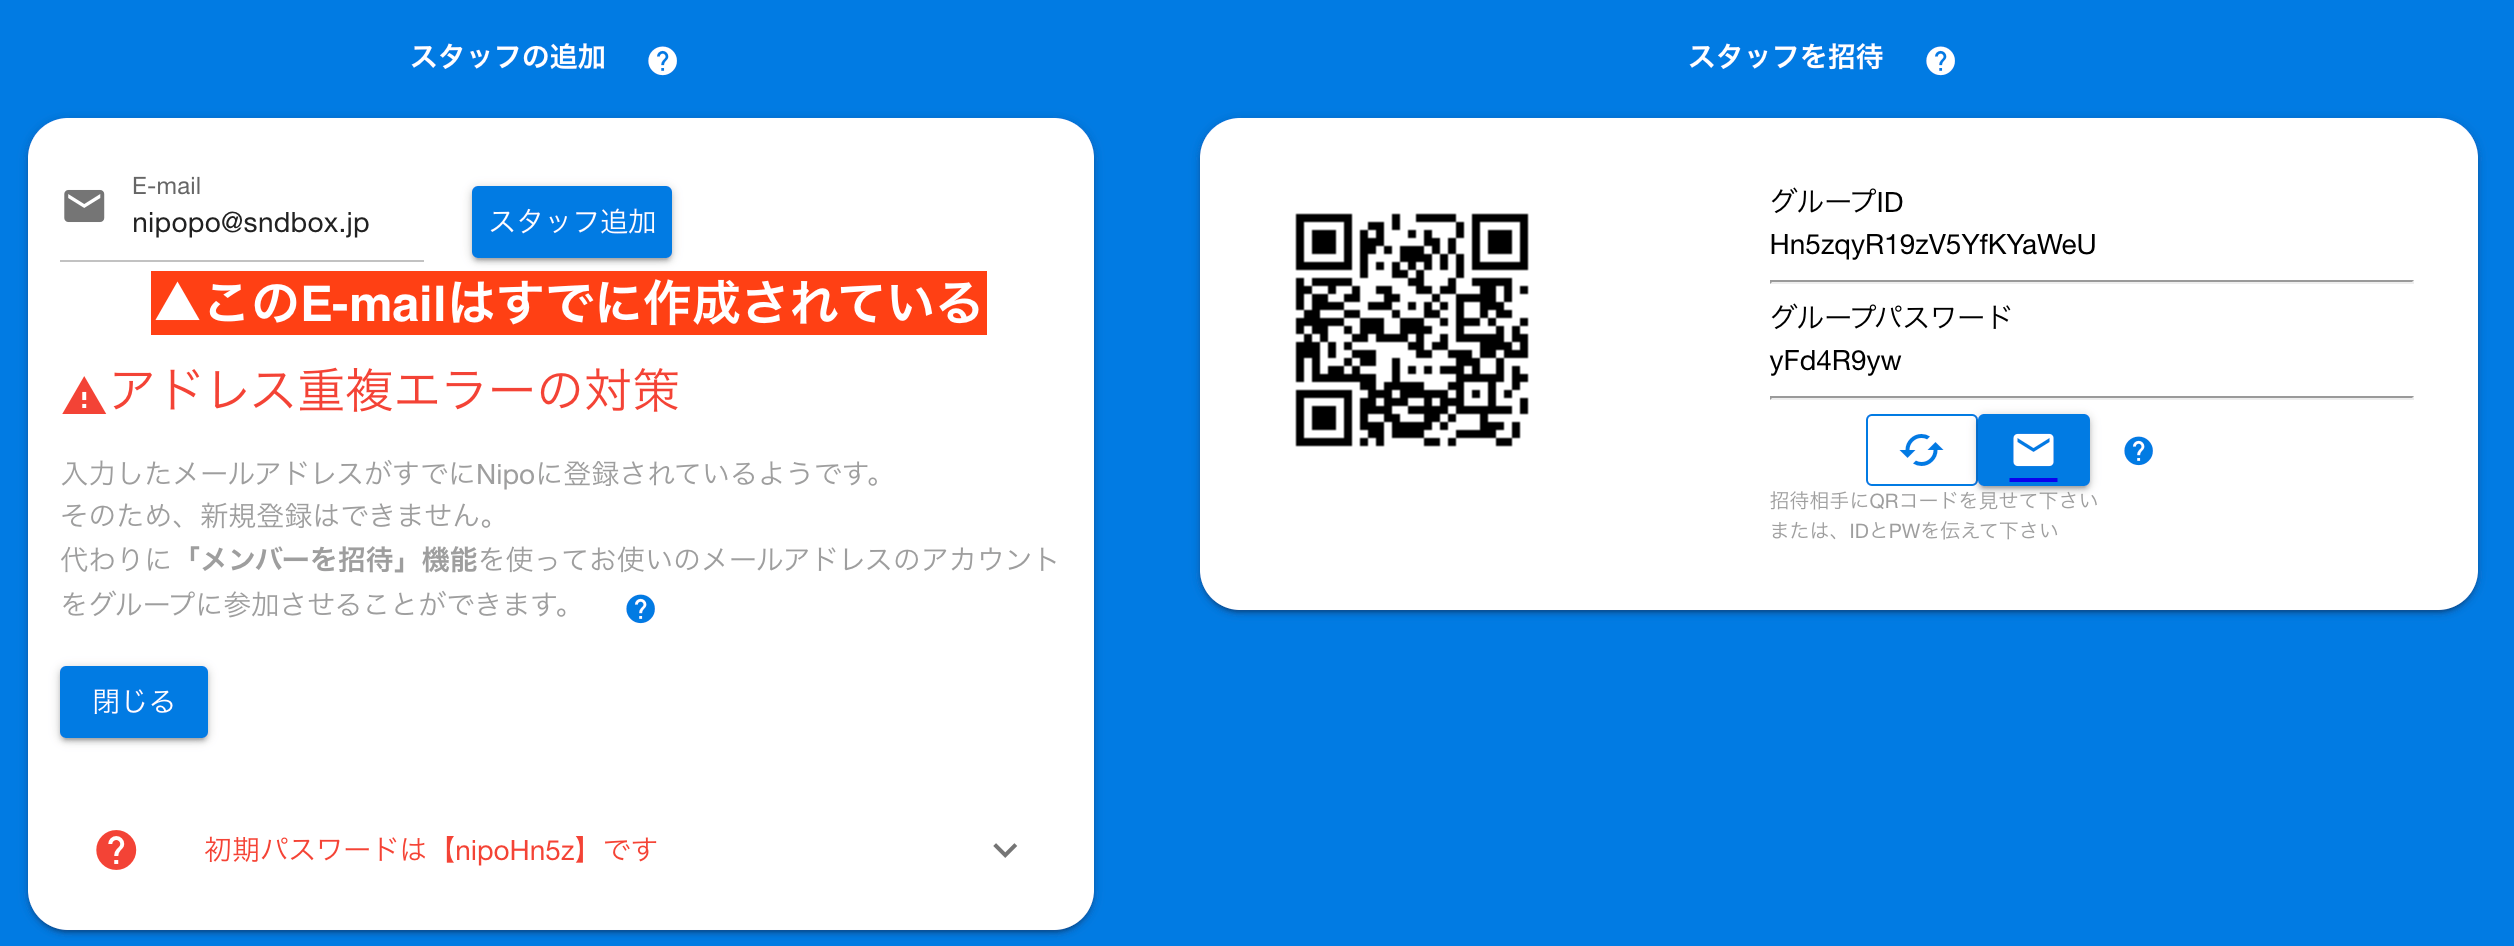 スタッフの追加
E-mail
nipopo@sndbox.jp
スタッフ追加
▲このE-mailはすでに作成されている
アドレス重複エラーの対策
入力したメールアドレスがすでにNipoに登録されているようです。
そのため、新規登録はできません。
代わりに「メンバーを招待」機能を使ってお使いのメールアドレスのアカウント
をグループに参加させることができます。
閉じる
初期パスワードは【nipoHn5z】です
スタッフを招待
グループID
Hn5zqyR19zV5YfKYaWeU
グループパスワード
yFd4R9yw
招待相手にQRコードを見せて下さい
または、IDとPWを伝えて下さい